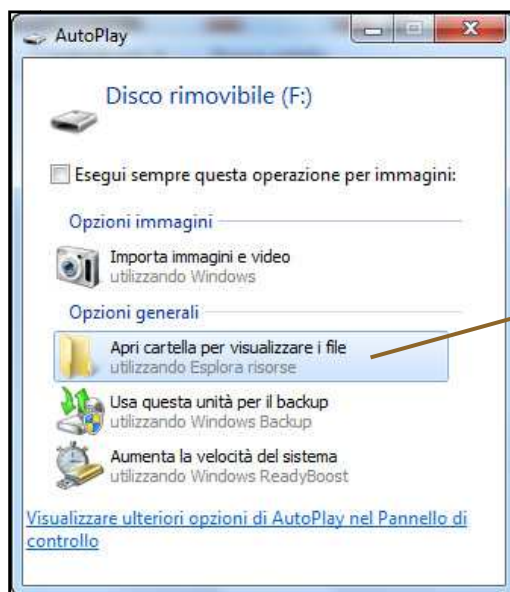 AutoPlay
Disco rimovibile (F:)
Esegui sempre questa operazione per immagini:
Opzioni immagini
Importa immagini e video
utilizzando Windows
Opzioni generali
Apri cartella per visualizzare i file
utilizzando Esplora risorse
Usa questa unità per il backup
utilizzando Windows Backup
Aumenta la velocità del sistema
utilizzando Windows ReadyBoost
Visualizzare ulteriori opzioni di AutoPlay nel Pannello di
controllo